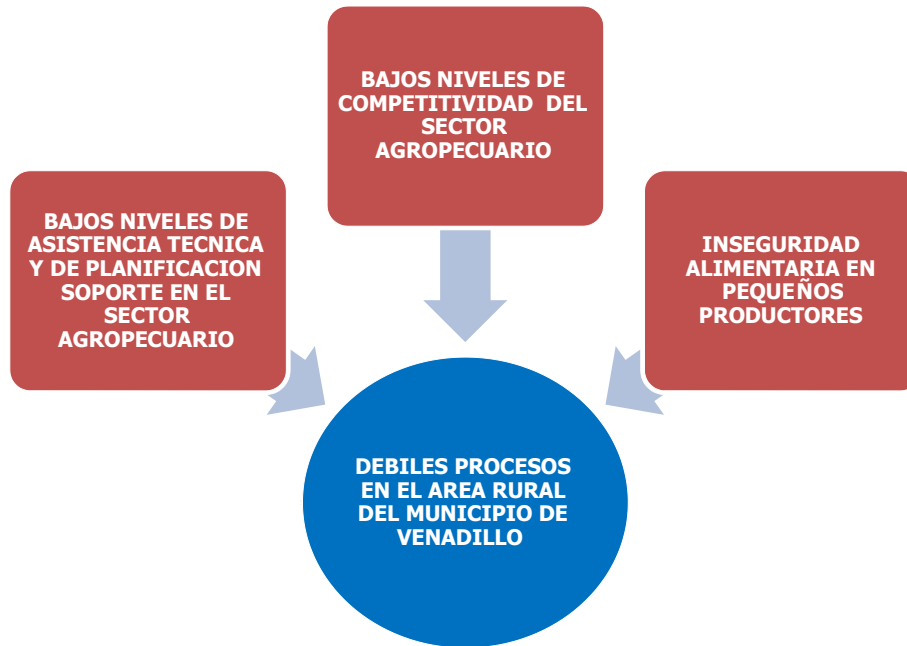 BAJOS NIVELES DE
COMPETITIVIDAD DEL
SECTOR
AGROPECUARIO
BAJOS NIVELES DE
ASISTENCIA TECNICA
Y DE PLANIFICACION
SOPORTE EN EL
SECTOR
AGROPECUARIO
INSEGURIDAD
ALIMENTARIA EN
PEQUEÑOS
PRODUCTORES
DEBILES PROCESOS
EN EL AREA RURAL
DEL MUNICIPIO DE
VENADILLO